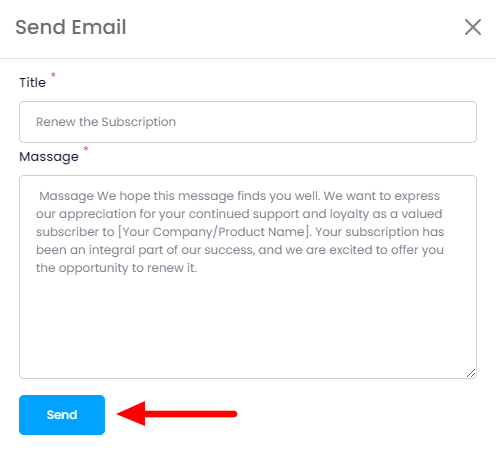 Send Email
Title *
Renew the Subscription
Massage *
Massage We hope this message finds you well. We want to express
our appreciation for your continued support and loyalty as a valued
subscriber to [Your Company/Product Name]. Your subscription has
been an integral part of our success, and we are excited to offer you
the opportunity to renew it.
Send